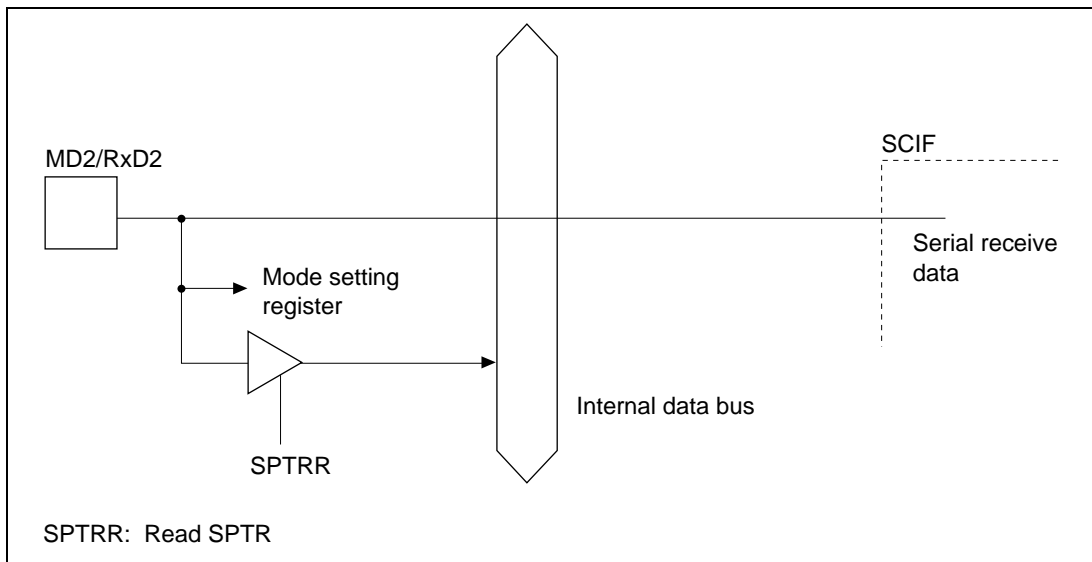 SCIF
MD2/RxD2
Serial receive
data
Mode setting
register
Internal data bus
SPTRR
SPTRR: Read SPTR